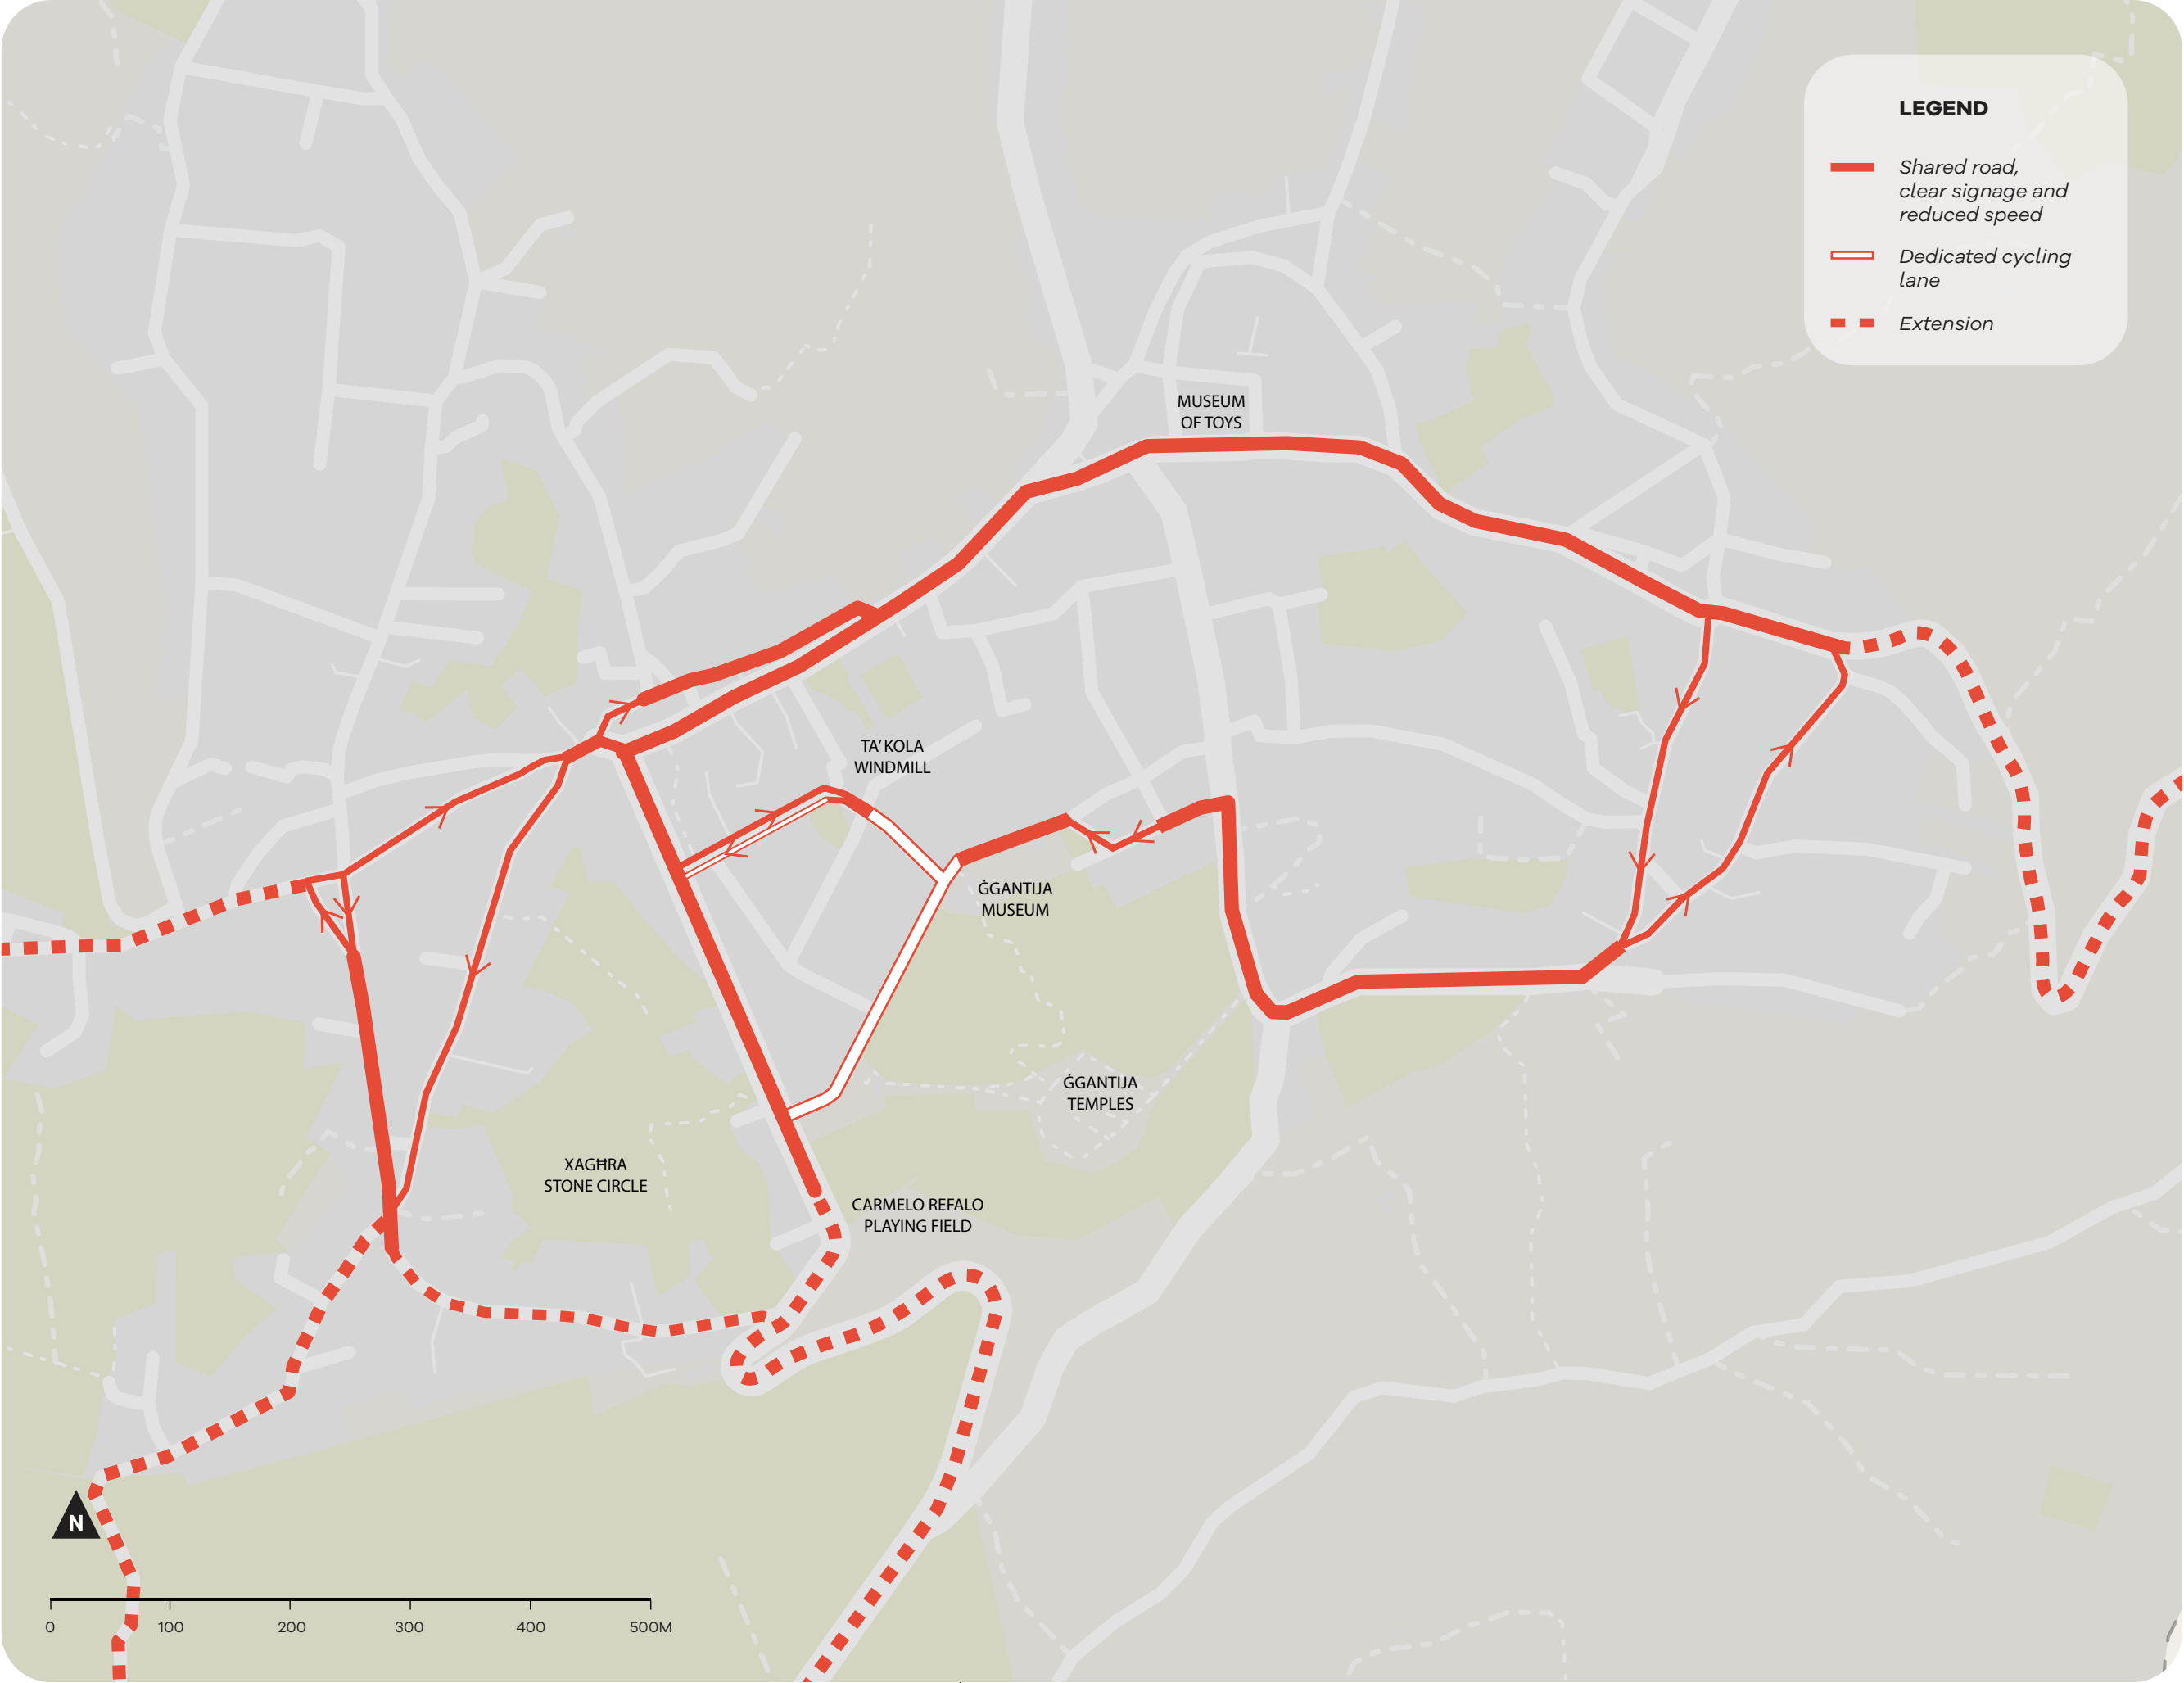 LEGEND
Shared road,
clear signage and
reduced speed
Dedicated cycling
lane
Extension
MUSEUM
OF TOYS
TA' KOLA
WINDMILL
ĠGANTIJA
MUSEUM
ĠGANTIJA
TEMPLES
XAGĦRA
STONE CIRCLE
CARMELO REFALO
PLAYING FIELD
N
0 100 200 300 400 500M